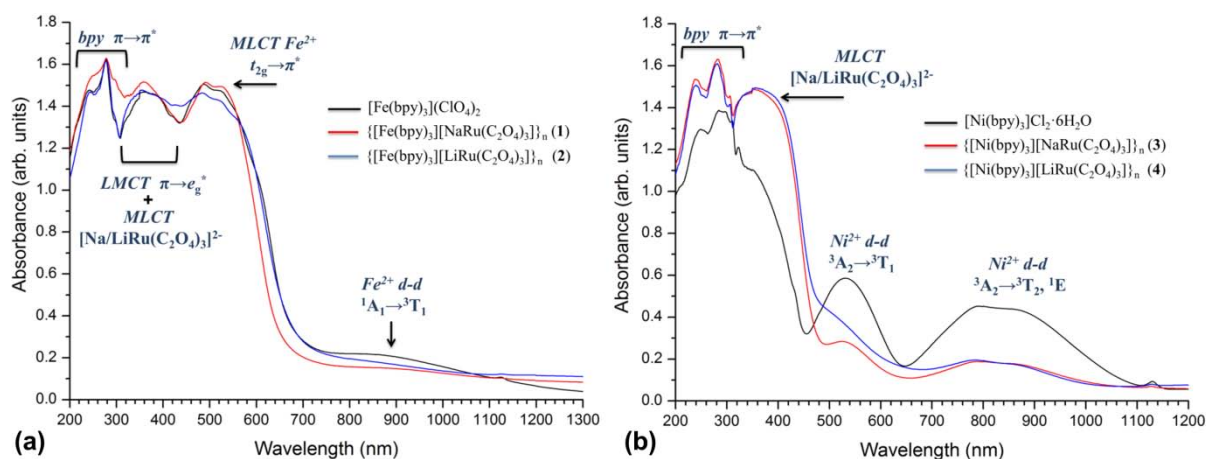 bpy π→π*
MLCT Fe²⁺
t₂g→π*
[Fe(bpy)₃](ClO₄)₂
{[Fe(bpy)₃][NaRu(C₂O₄)₃]}ₙ (1)
{[Fe(bpy)₃][LiRu(C₂O₄)₃]}ₙ (2)
LMCT π→e_g*
+
MLCT
[Na/LiRu(C₂O₄)₃]²⁻
Fe²⁺ d-d
¹A₁→³T₁
Absorbance (arb. units)
1.8
1.6
1.4
1.2
1.0
0.8
0.6
0.4
0.2
0.0
200 300 400 500 600 700 800 900 1000 1100 1200 1300
Wavelength (nm)
(a)
bpy π→π*
MLCT
[Na/LiRu(C₂O₄)₃]²⁻
[Ni(bpy)₃]Cl₂·6H₂O
{[Ni(bpy)₃][NaRu(C₂O₄)₃]}ₙ (3)
{[Ni(bpy)₃][LiRu(C₂O₄)₃]}ₙ (4)
Ni²⁺ d-d
³A₂→³T₁
Ni²⁺ d-d
³A₂→³T₂, ¹E
Absorbance (arb. units)
1.8
1.6
1.4
1.2
1.0
0.8
0.6
0.4
0.2
0.0
200 300 400 500 600 700 800 900 1000 1100 1200
Wavelength (nm)
(b)